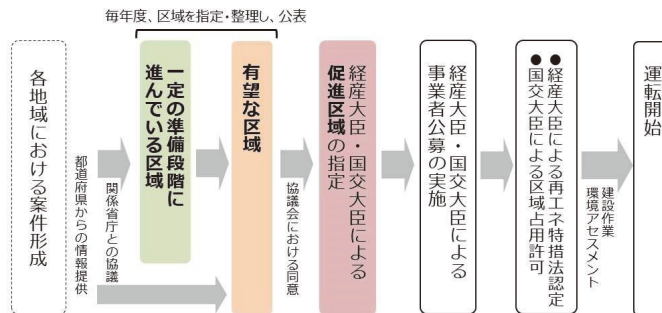 毎年度、区域を指定・整理し、公表
各地域における案件形成
都道府県からの情報提供
関係省庁との協議
一定の準備段階に
進んでいる区域
有望な区域
協議会における同意
経産大臣・国交大臣による
促進区域の指定
経産大臣・国交大臣による
事業者公募の実施
●経産大臣による再エネ特措法認定
●国交大臣による区域占用許可
建設作業
環境アセスメント
運転開始